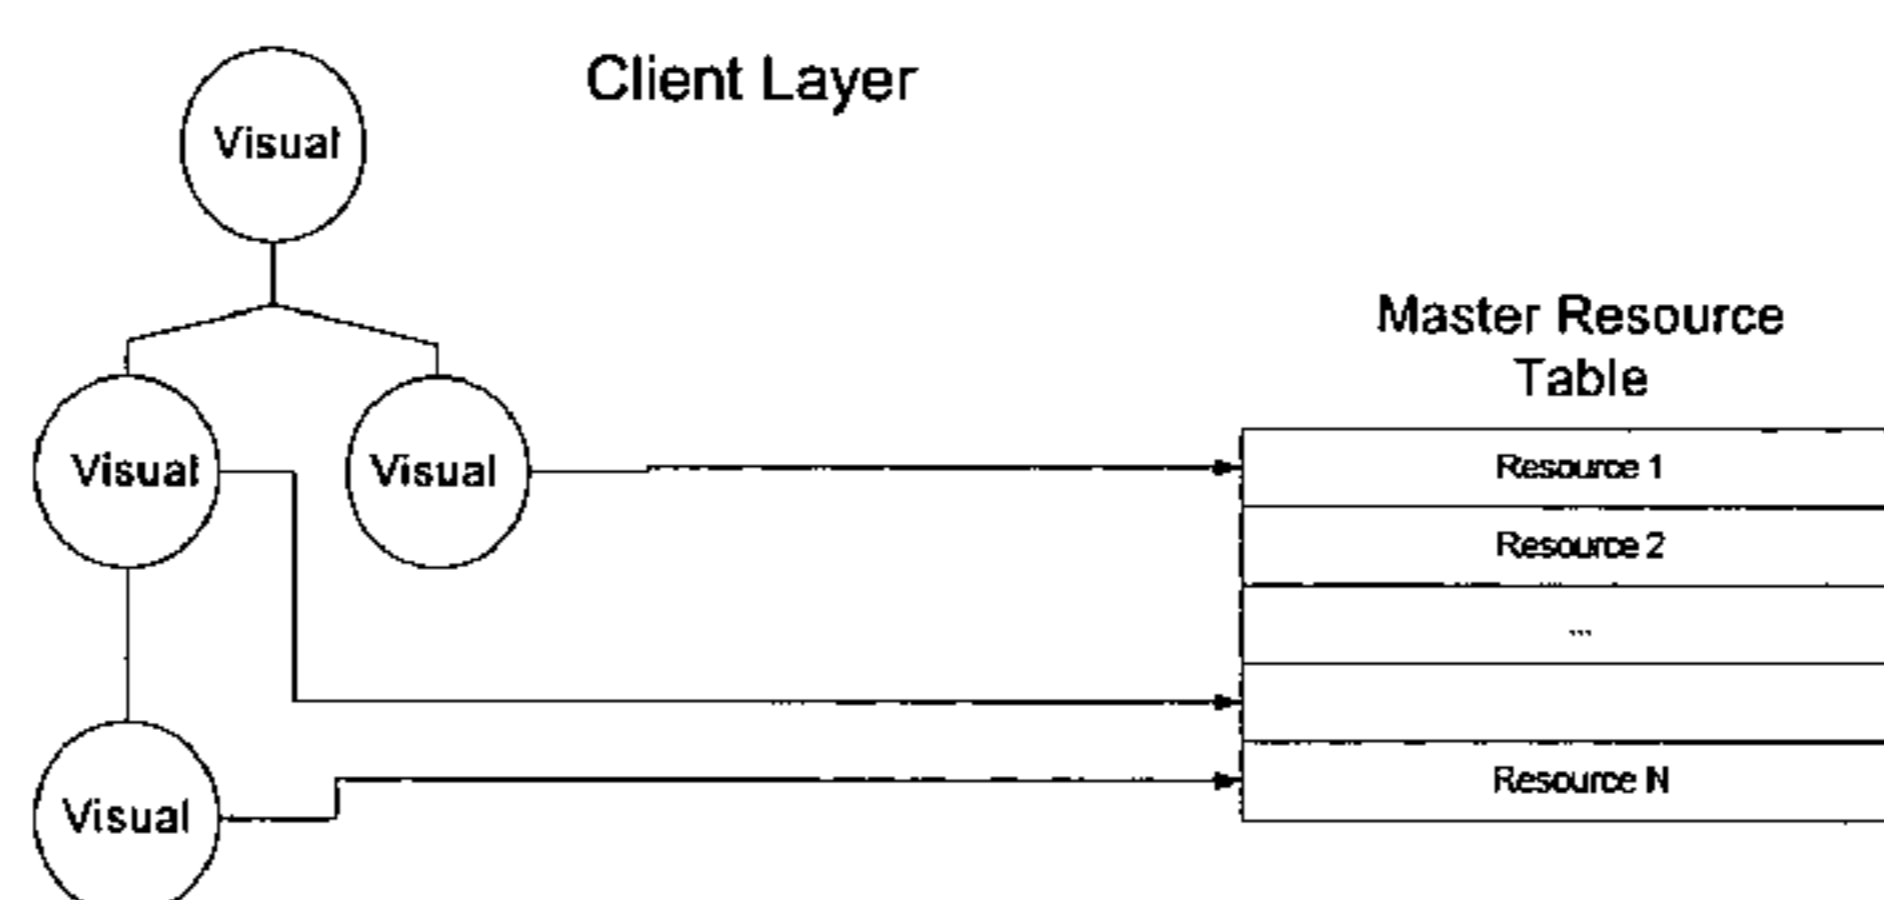 Client Layer
Visual
Master Resource
Table
Visual
Visual
Resource 1
Resource 2
...
Visual
Resource N